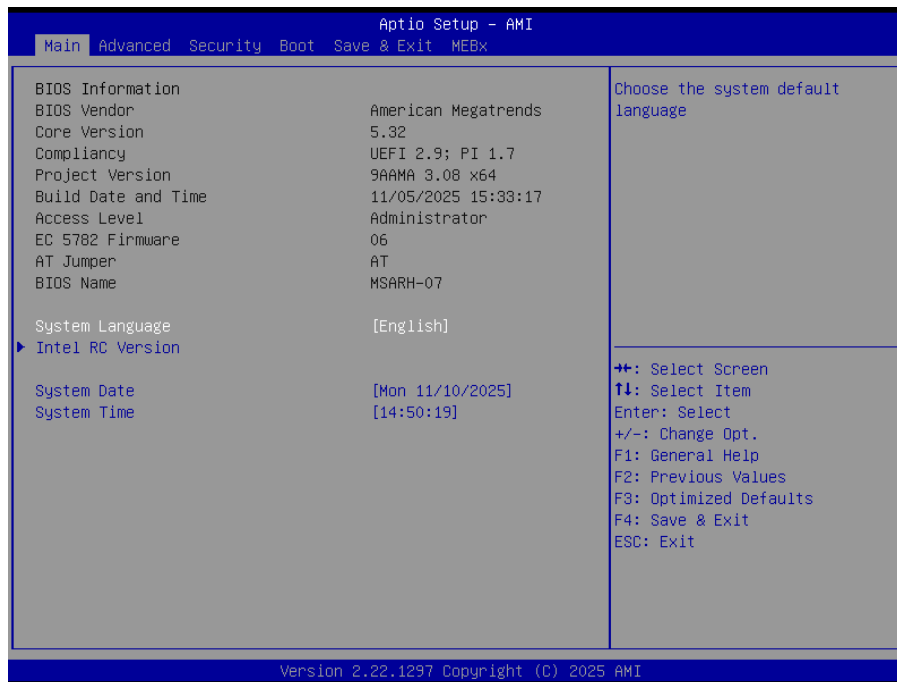 Aptio Setup – AMI
Main Advanced Security Boot Save & Exit MEBx
BIOS Information
BIOS Vendor American Megatrends
Core Version 5.32
Compliancy UEFI 2.9; PI 1.7
Project Version 9AAMA 3.08 x64
Build Date and Time 11/05/2025 15:33:17
Access Level Administrator
EC 5782 Firmware 06
AT Jumper AT
BIOS Name MSARH-07
System Language [English]
Intel RC Version
System Date [Mon 11/10/2025]
System Time [14:50:19]
Choose the system default
language
→←: Select Screen
↑↓: Select Item
Enter: Select
+/-: Change Opt.
F1: General Help
F2: Previous Values
F3: Optimized Defaults
F4: Save & Exit
ESC: Exit
Version 2.22.1297 Copyright (C) 2025 AMI